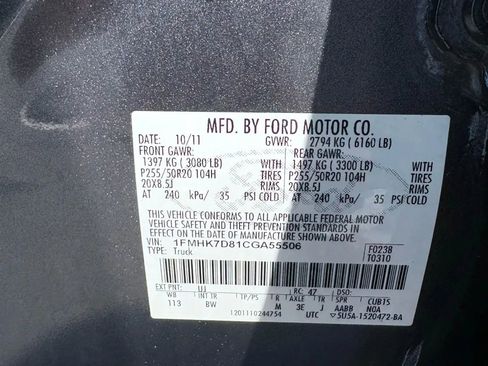 MFD. BY FORD MOTOR CO.
DATE: 10/11 GVWR: 2794 KG ( 6160 LB)
FRONT GAWR: REAR GAWR:
1397 KG ( 3080 LB) WITH 1497 KG ( 3300 LB) WITH
P255/50R20 104H TIRES P255/50R20 104H TIRES
20X8.5J RIMS 20X8.5J RIMS
AT 240 kPa/ 35 PSI COLD AT 240 kPa/ 35 PSI COLD
THIS VEHICLE CONFORMS TO ALL APPLICABLE FEDERAL MOTOR
VEHICLE SAFETY AND THEFT PREVENTION STANDARDS IN
EFFECT ON THE DATE OF MANUFACTURE SHOWN ABOVE.
VIN: 1FMHK7D81CGA55506 F0238
TYPE: Truck T0310
EXT PNT: UJ RC: 47 DSO:
WB INT TR TP/PS R AXLE TR SPR CUBTS
113 BW M 3E J AABB N0A
1201110244754 UTC 5U5A-1520472-BA